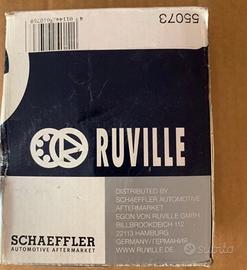 55073
RUVILLE
DISTRIBUTED BY
SCHAEFFLER AUTOMOTIVE
AFTERMARKET
EGON VON RUVILLE GMBH
BILLBROOKDEICH 112
22113 HAMBURG
GERMANY/ГЕРМАНИЯ
WWW.RUVILLE.DE
SCHAEFFLER
AUTOMOTIVE AFTERMARKET
subito